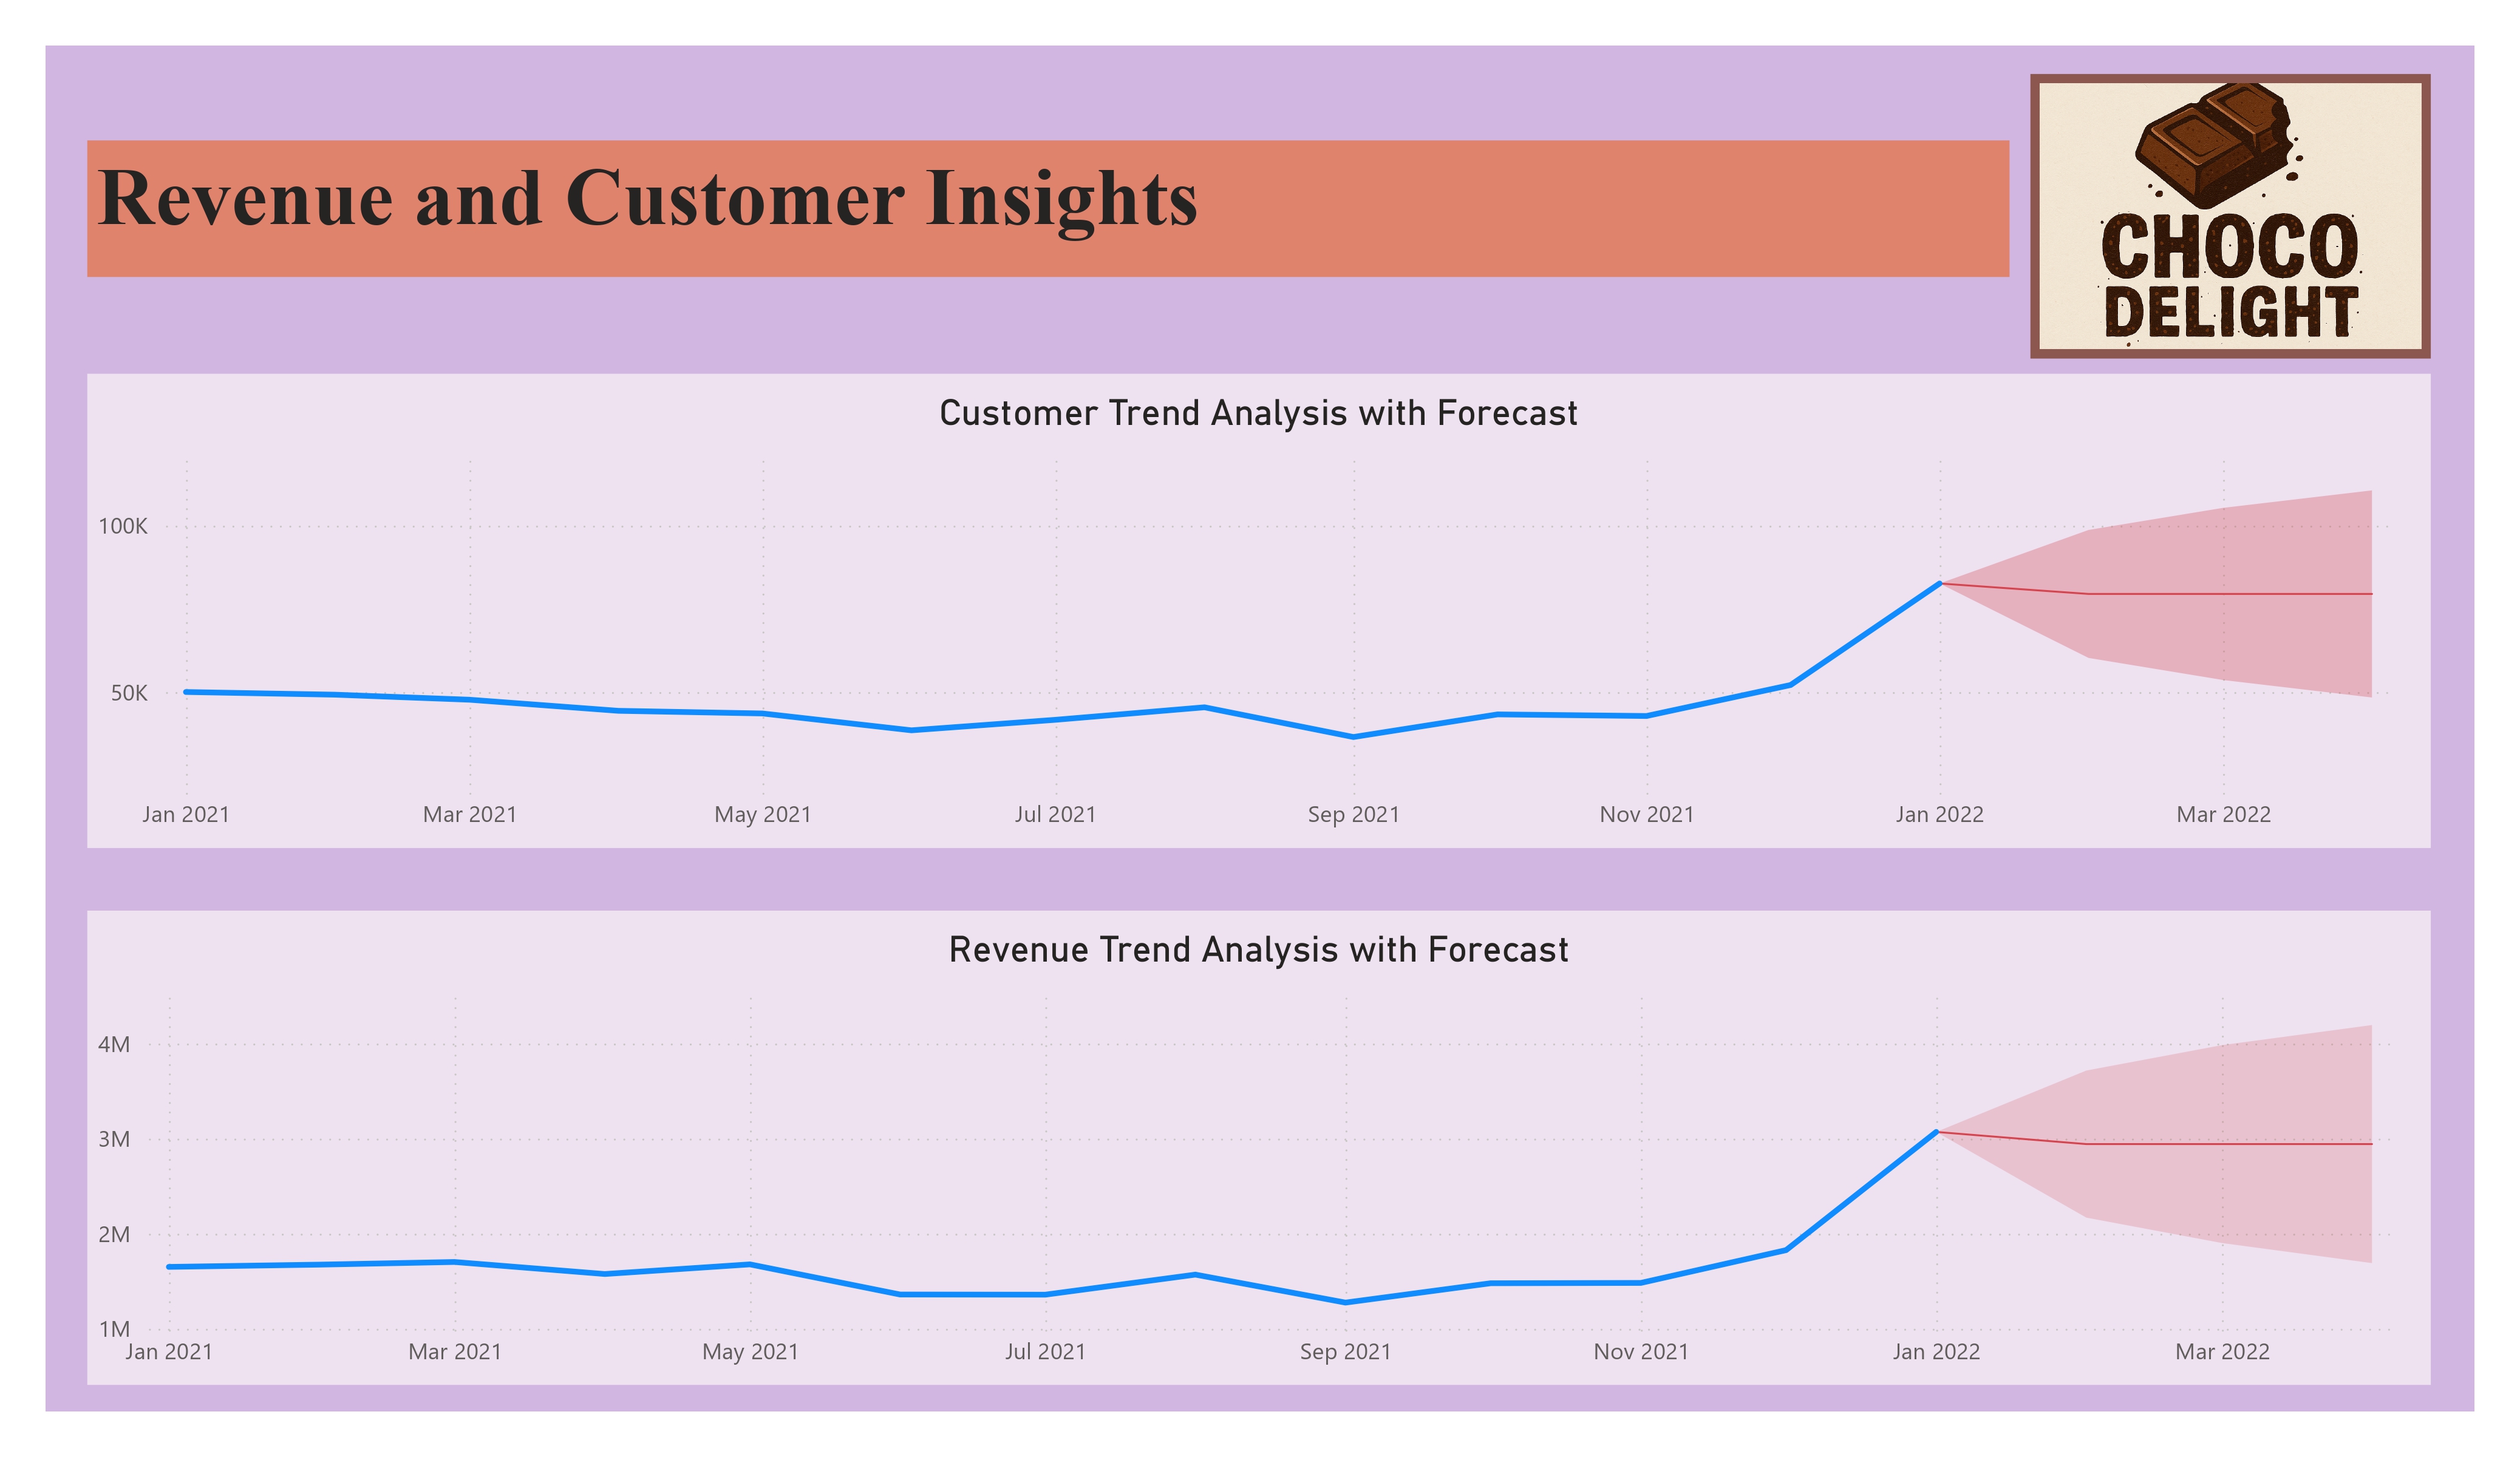 Revenue and Customer Insights
CHOCO
DELIGHT
Customer Trend Analysis with Forecast
100K
50K
Jan 2021 Mar 2021 May 2021 Jul 2021 Sep 2021 Nov 2021 Jan 2022 Mar 2022
Revenue Trend Analysis with Forecast
4M
3M
2M
1M
Jan 2021 Mar 2021 May 2021 Jul 2021 Sep 2021 Nov 2021 Jan 2022 Mar 2022